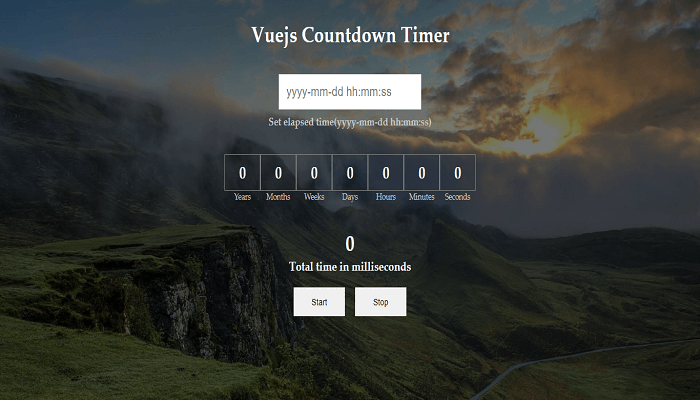 Vuejs Countdown Timer
yyyy-mm-dd hh:mm:ss
Set elapsed time(yyyy-mm-dd hh:mm:ss)
0 0 0 0 0 0 0
Years Months Weeks Days Hours Minutes Seconds
0
Total time in milliseconds
Start Stop